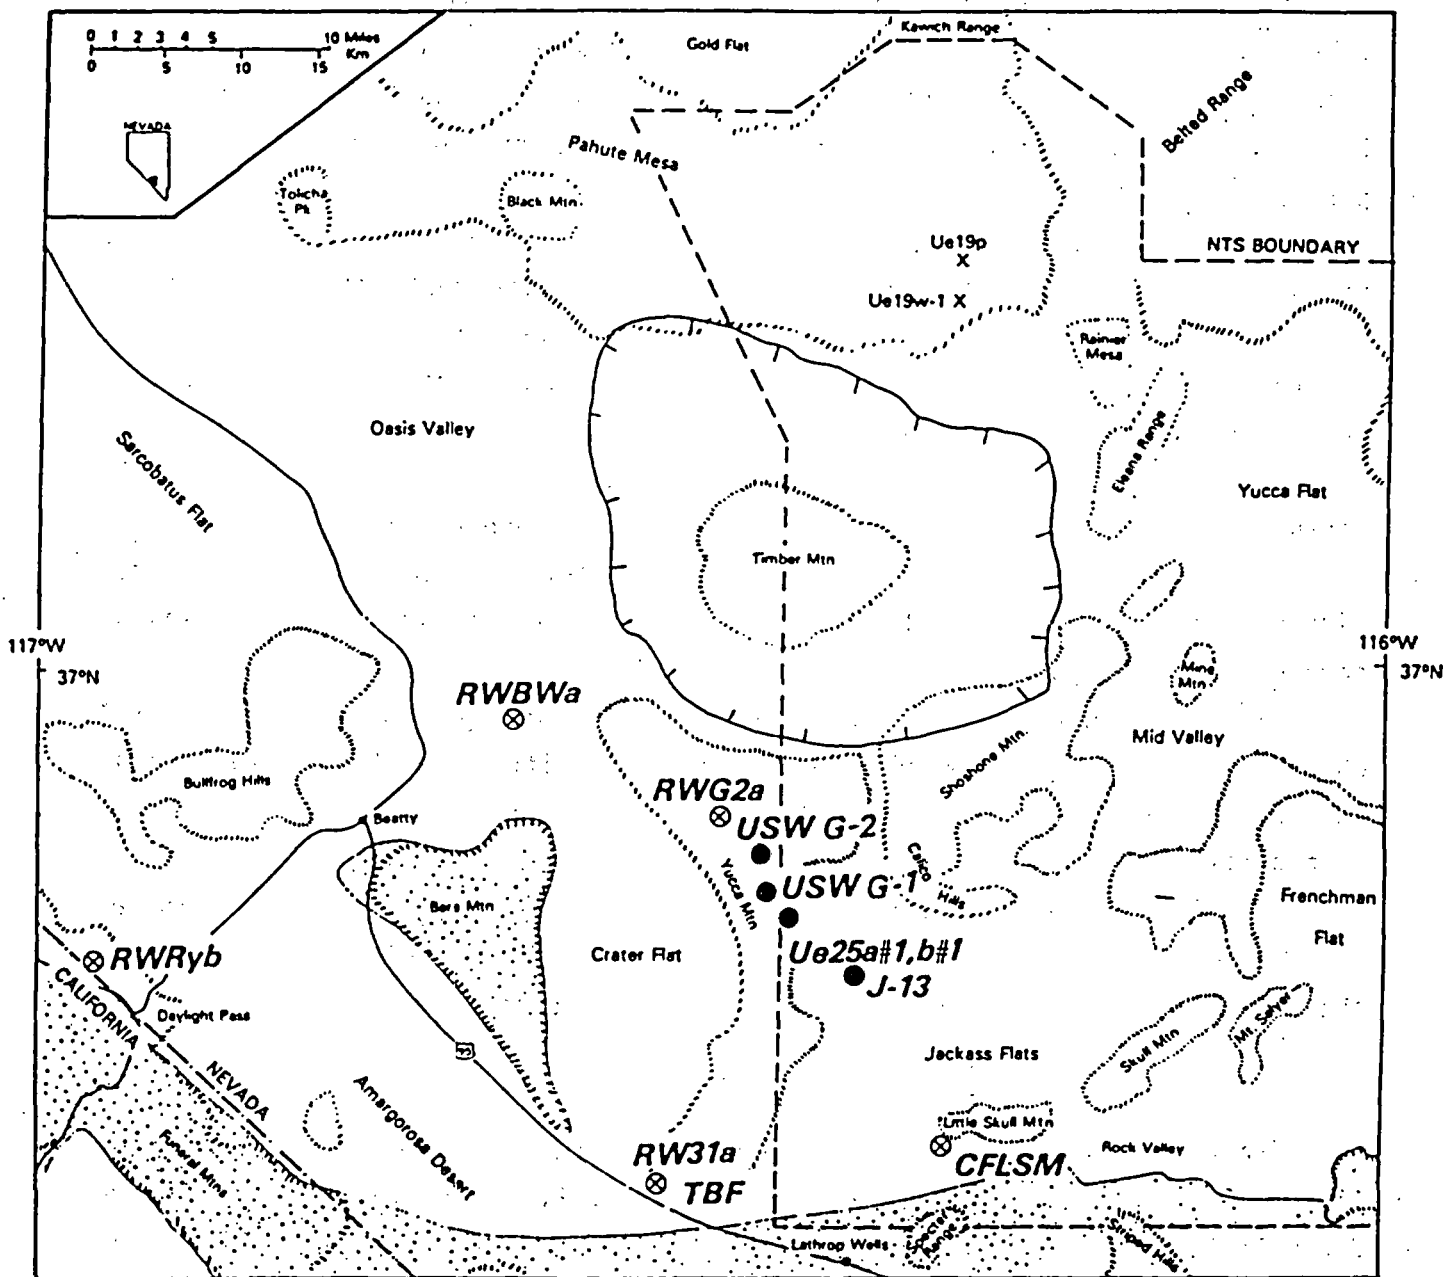 0 1 2 3 4 5 10 Miles
Km
0 5 10 15
NEVADA
Gold Flat
Kawich Range
Belted Range
Pahute Mesa
Tolicha
Pk
Black Mtn.
Ue19p
X
NTS BOUNDARY
Ue19w-1 X
Rainier
Mesa
Oasis Valley
Eleana Range
Sarcobatus Flat
Yucca Flat
Timber Mtn
117°W
37°N
116°W
37°N
Mine
Mtn
RWBWa
Mid Valley
Shoshone Mtn.
Bullfrog Hills
RWG2a
Beatty
USW G-2
Yucca Mtn
USW G-1
Calico
Hills
Bare Mtn
Frenchman
Flat
Crater Flat
Ue25a#1,b#1
J-13
RWRyb
CALIFORNIA
NEVADA
Daylight Pass
Jackass Flats
Skull Mtn
Mt. Salyer
95
Amargorosa Desert
Funeral Mtns
Little Skull Mtn
Rock Valley
CFLSM
RW31a
TBF
Lathrop Wells
Specter
Range
Striped Hills